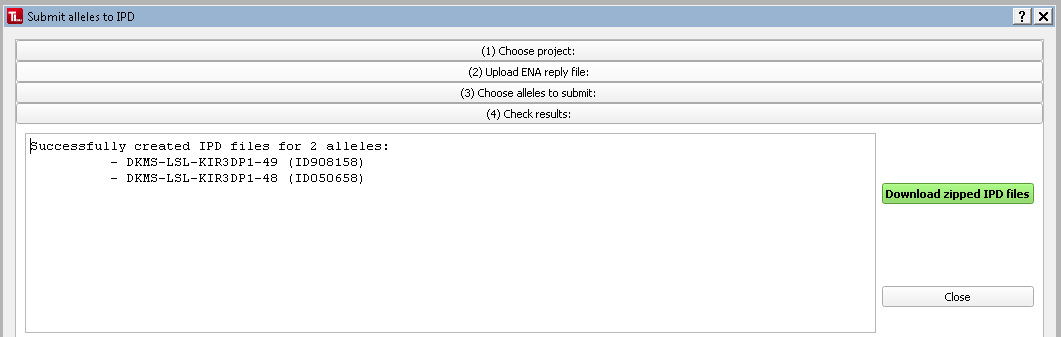 Submit alleles to IPD
(1) Choose project:
(2) Upload ENA reply file:
(3) Choose alleles to submit:
(4) Check results:
Successfully created IPD files for 2 alleles:
- DKMS-LSL-KIR3DP1-49 (ID908158)
- DKMS-LSL-KIR3DP1-48 (ID050658)
Download zipped IPD files
Close